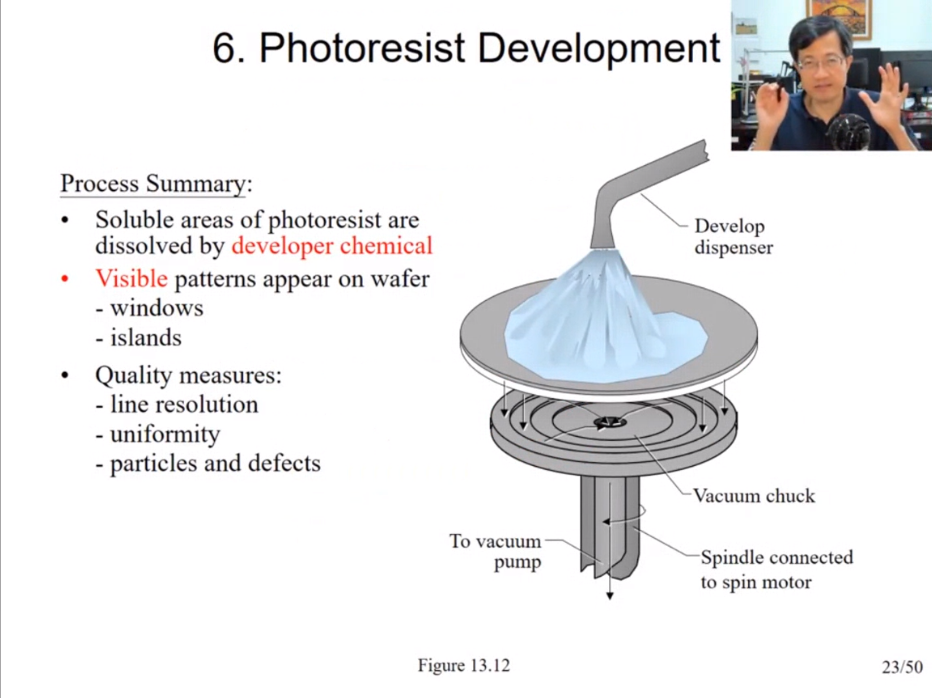 6. Photoresist Development
Process Summary:
• Soluble areas of photoresist are
dissolved by developer chemical
• Visible patterns appear on wafer
- windows
- islands
• Quality measures:
- line resolution
- uniformity
- particles and defects
Develop
dispenser
Vacuum chuck
To vacuum
pump
Spindle connected
to spin motor
Figure 13.12
23/50